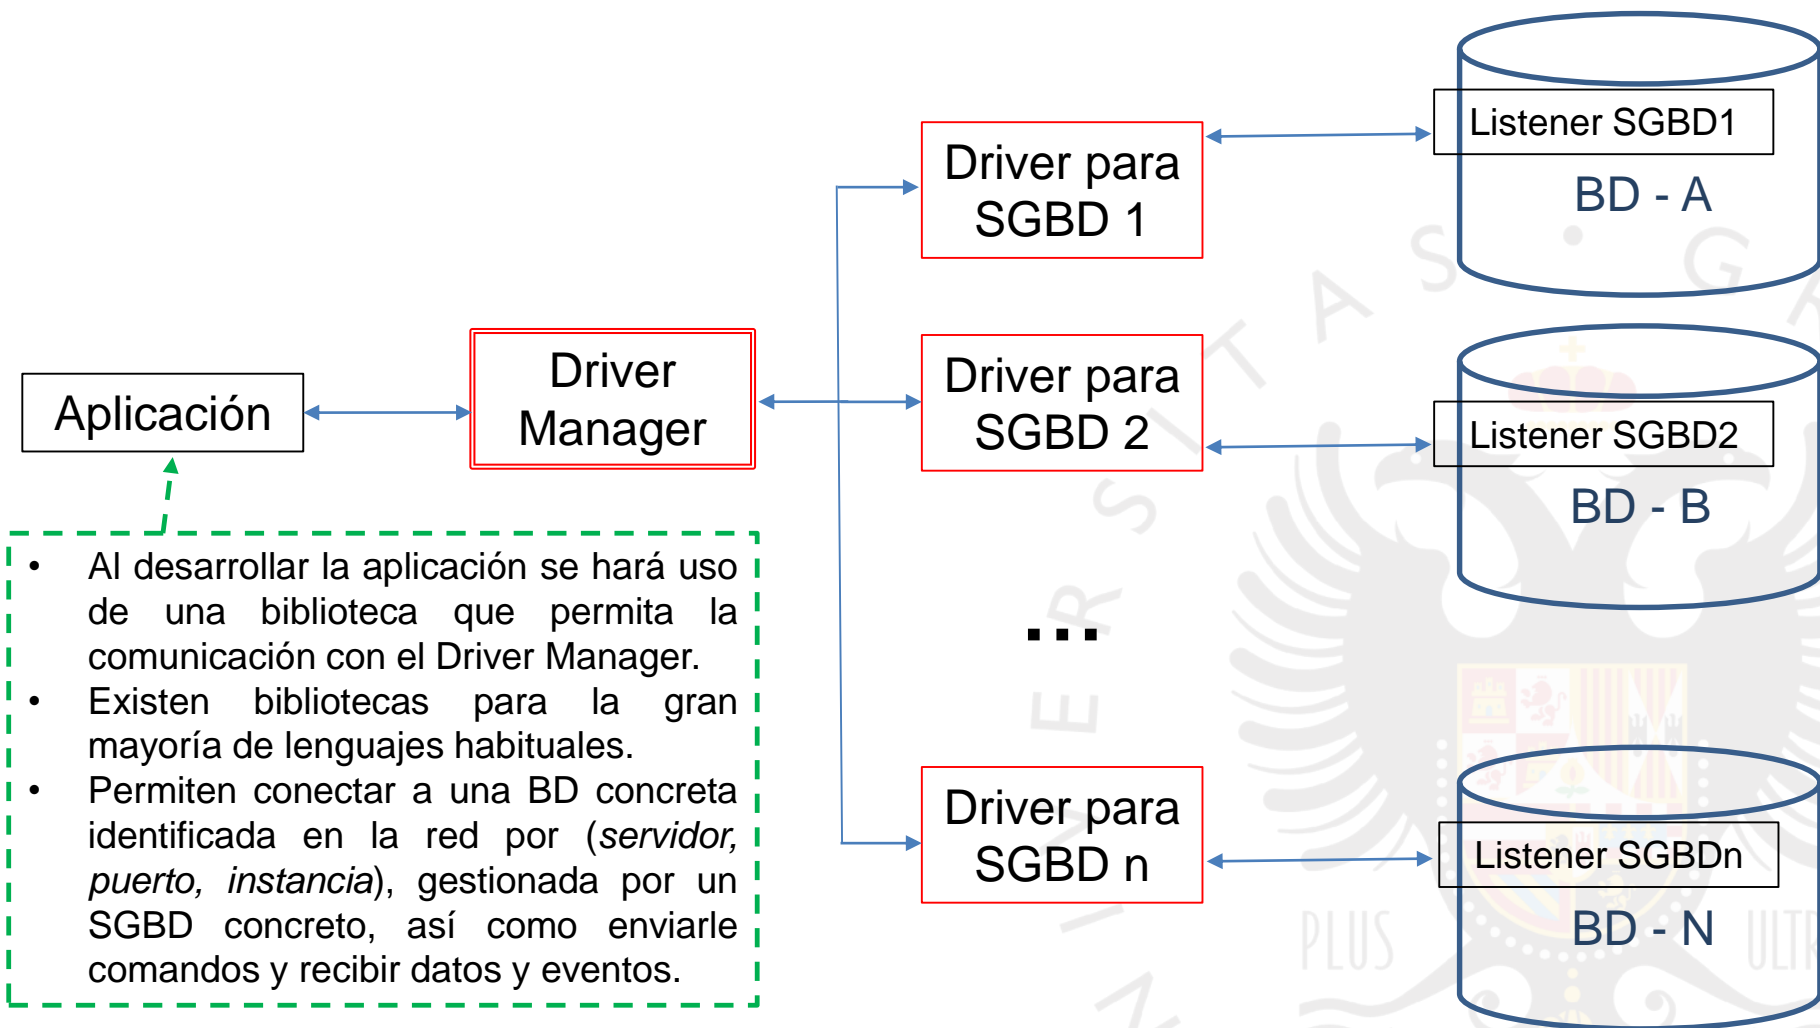 Listener SGBD1
Driver para
SGBD 1
BD - A
Driver
Manager
Driver para
SGBD 2
Aplicación
Listener SGBD2
BD - B
• Al desarrollar la aplicación se hará uso
de una biblioteca que permita la
comunicación con el Driver Manager.
• Existen bibliotecas para la gran
mayoría de lenguajes habituales.
• Permiten conectar a una BD concreta
identificada en la red por (servidor,
puerto, instancia), gestionada por un
SGBD concreto, así como enviarle
comandos y recibir datos y eventos.
...
Driver para
SGBD n
Listener SGBDn
BD - N
PLUS